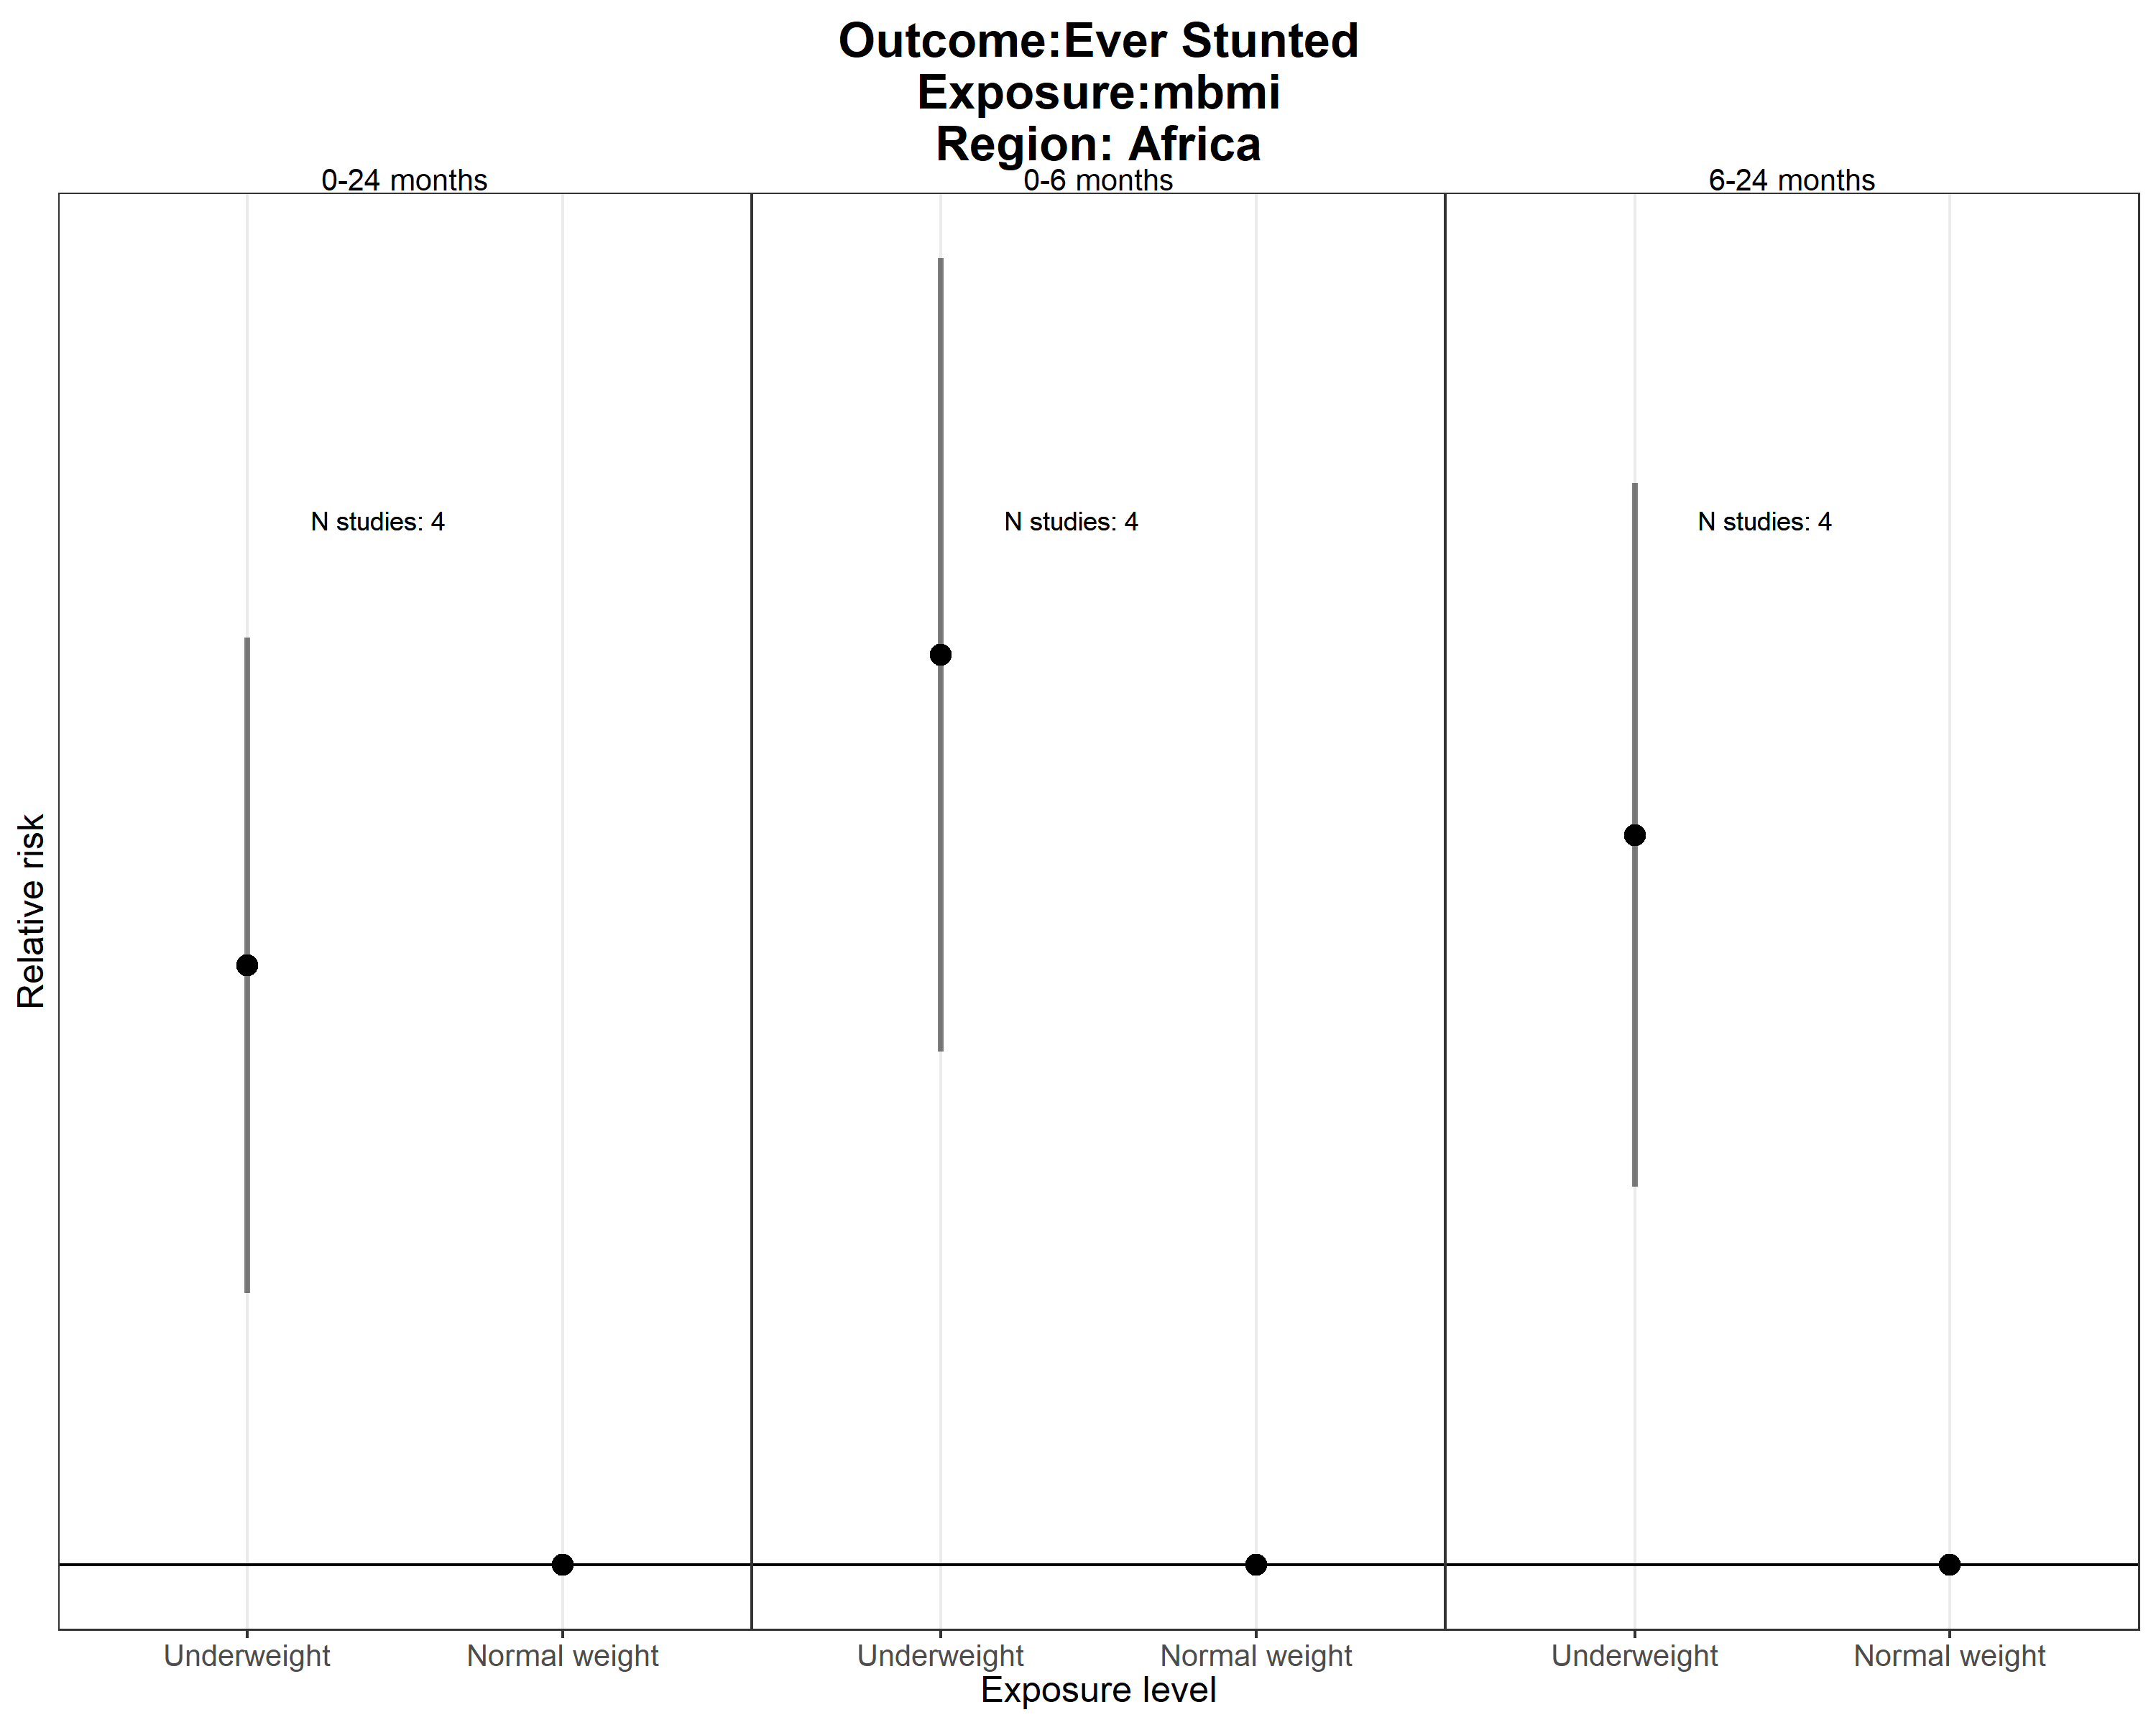 Outcome:Ever Stunted
Exposure:mbmi
Region: Africa
0-24 months
0-6 months
6-24 months
N studies: 4
N studies: 4
N studies: 4
Relative risk
Underweight
Normal weight
Underweight
Normal weight
Underweight
Normal weight
Exposure level